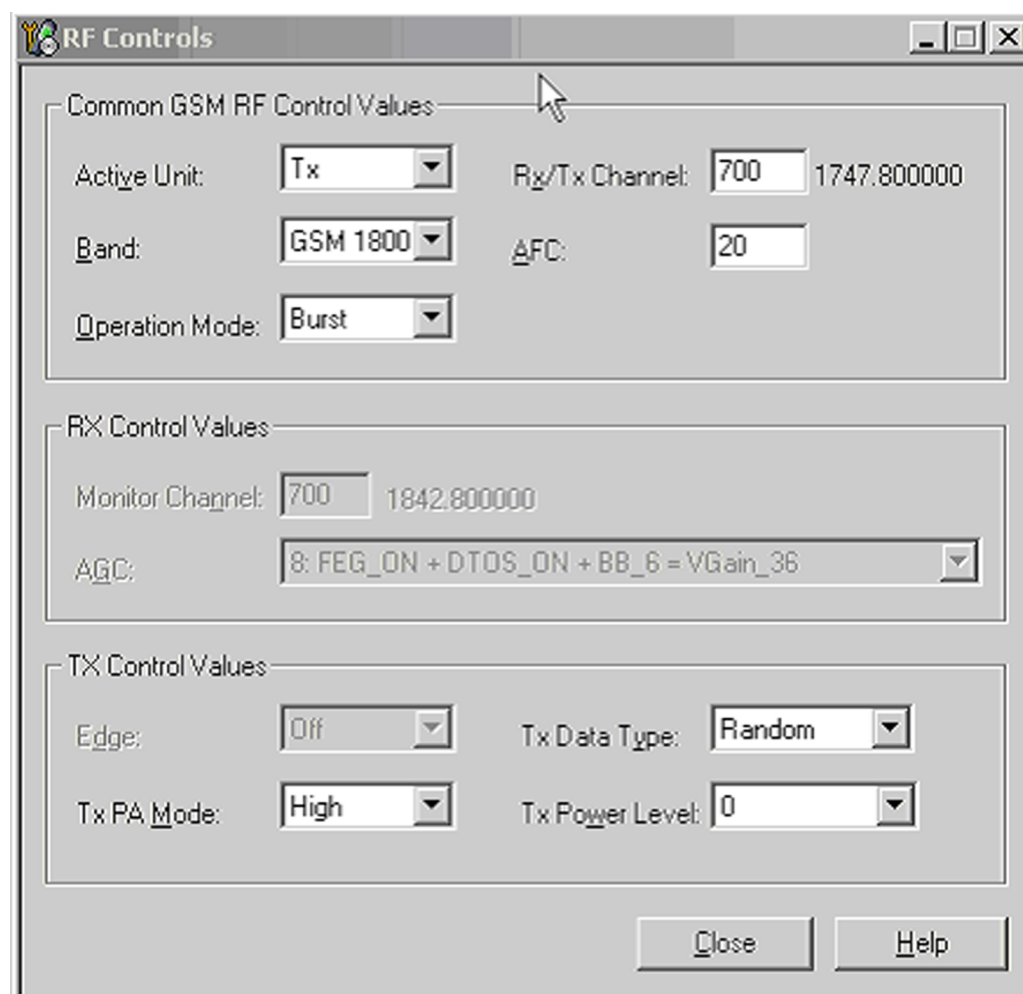 RF Controls
Common GSM RF Control Values
Active Unit: Tx Rx/Tx Channel: 700 1747.800000
Band: GSM 1800 AFC: 20
Operation Mode: Burst
RX Control Values
Monitor Channel: 700 1842.800000
AGC: 8: FEG_ON + DTOS_ON + BB_6 = VGain_36
TX Control Values
Edge: Off Tx Data Type: Random
Tx PA Mode: High Tx Power Level: 0
Close Help